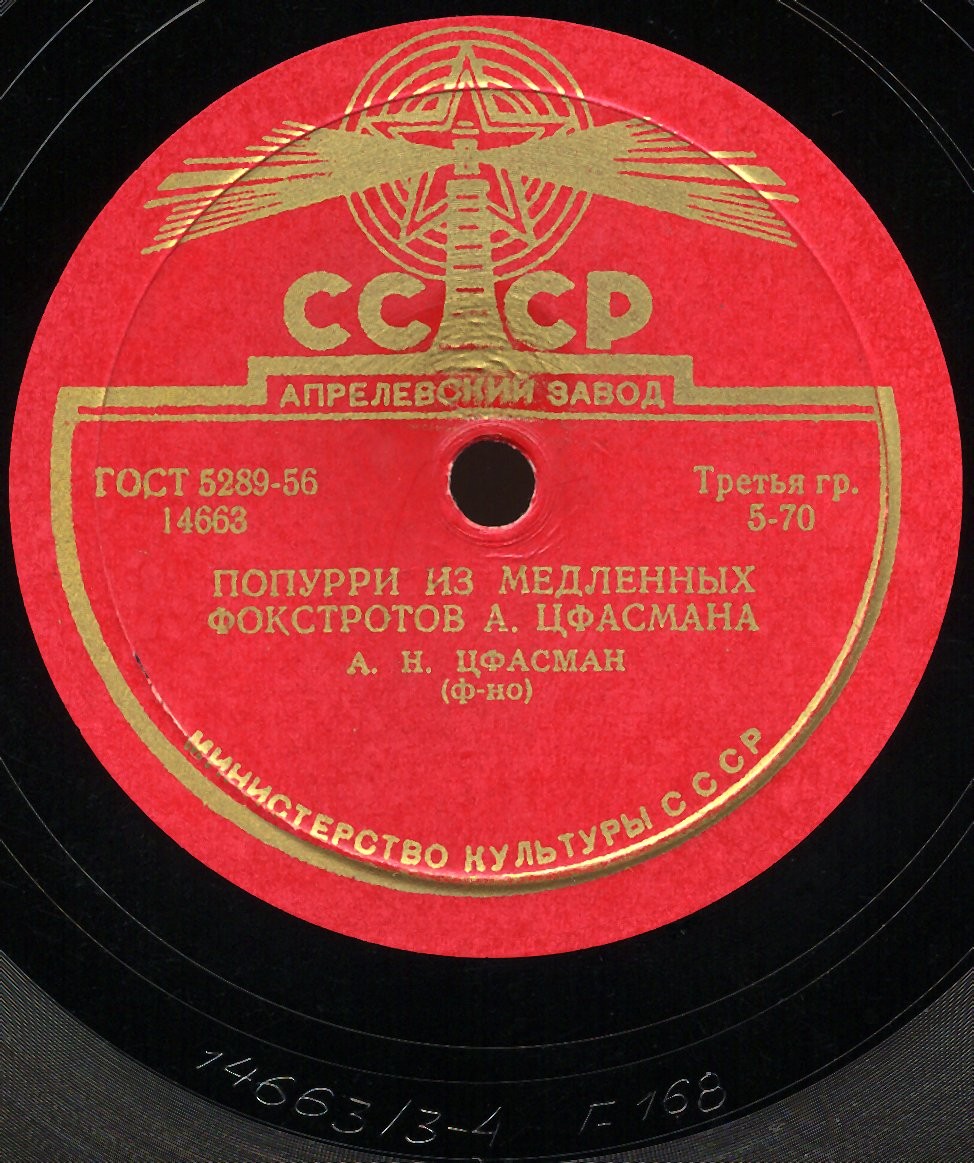 СССР
АПРЕЛЕВСКИЙ ЗАВОД
ГОСТ 5289-56
14663
Третья гр.
5-70
ПОПУРРИ ИЗ МЕДЛЕННЫХ
ФОКСТРОТОВ А. ЦФАСМАНА
А. Н. ЦФАСМАН
(ф-но)
МИНИСТЕРСТВО КУЛЬТУРЫ СССР
14663/3-4 Г-168